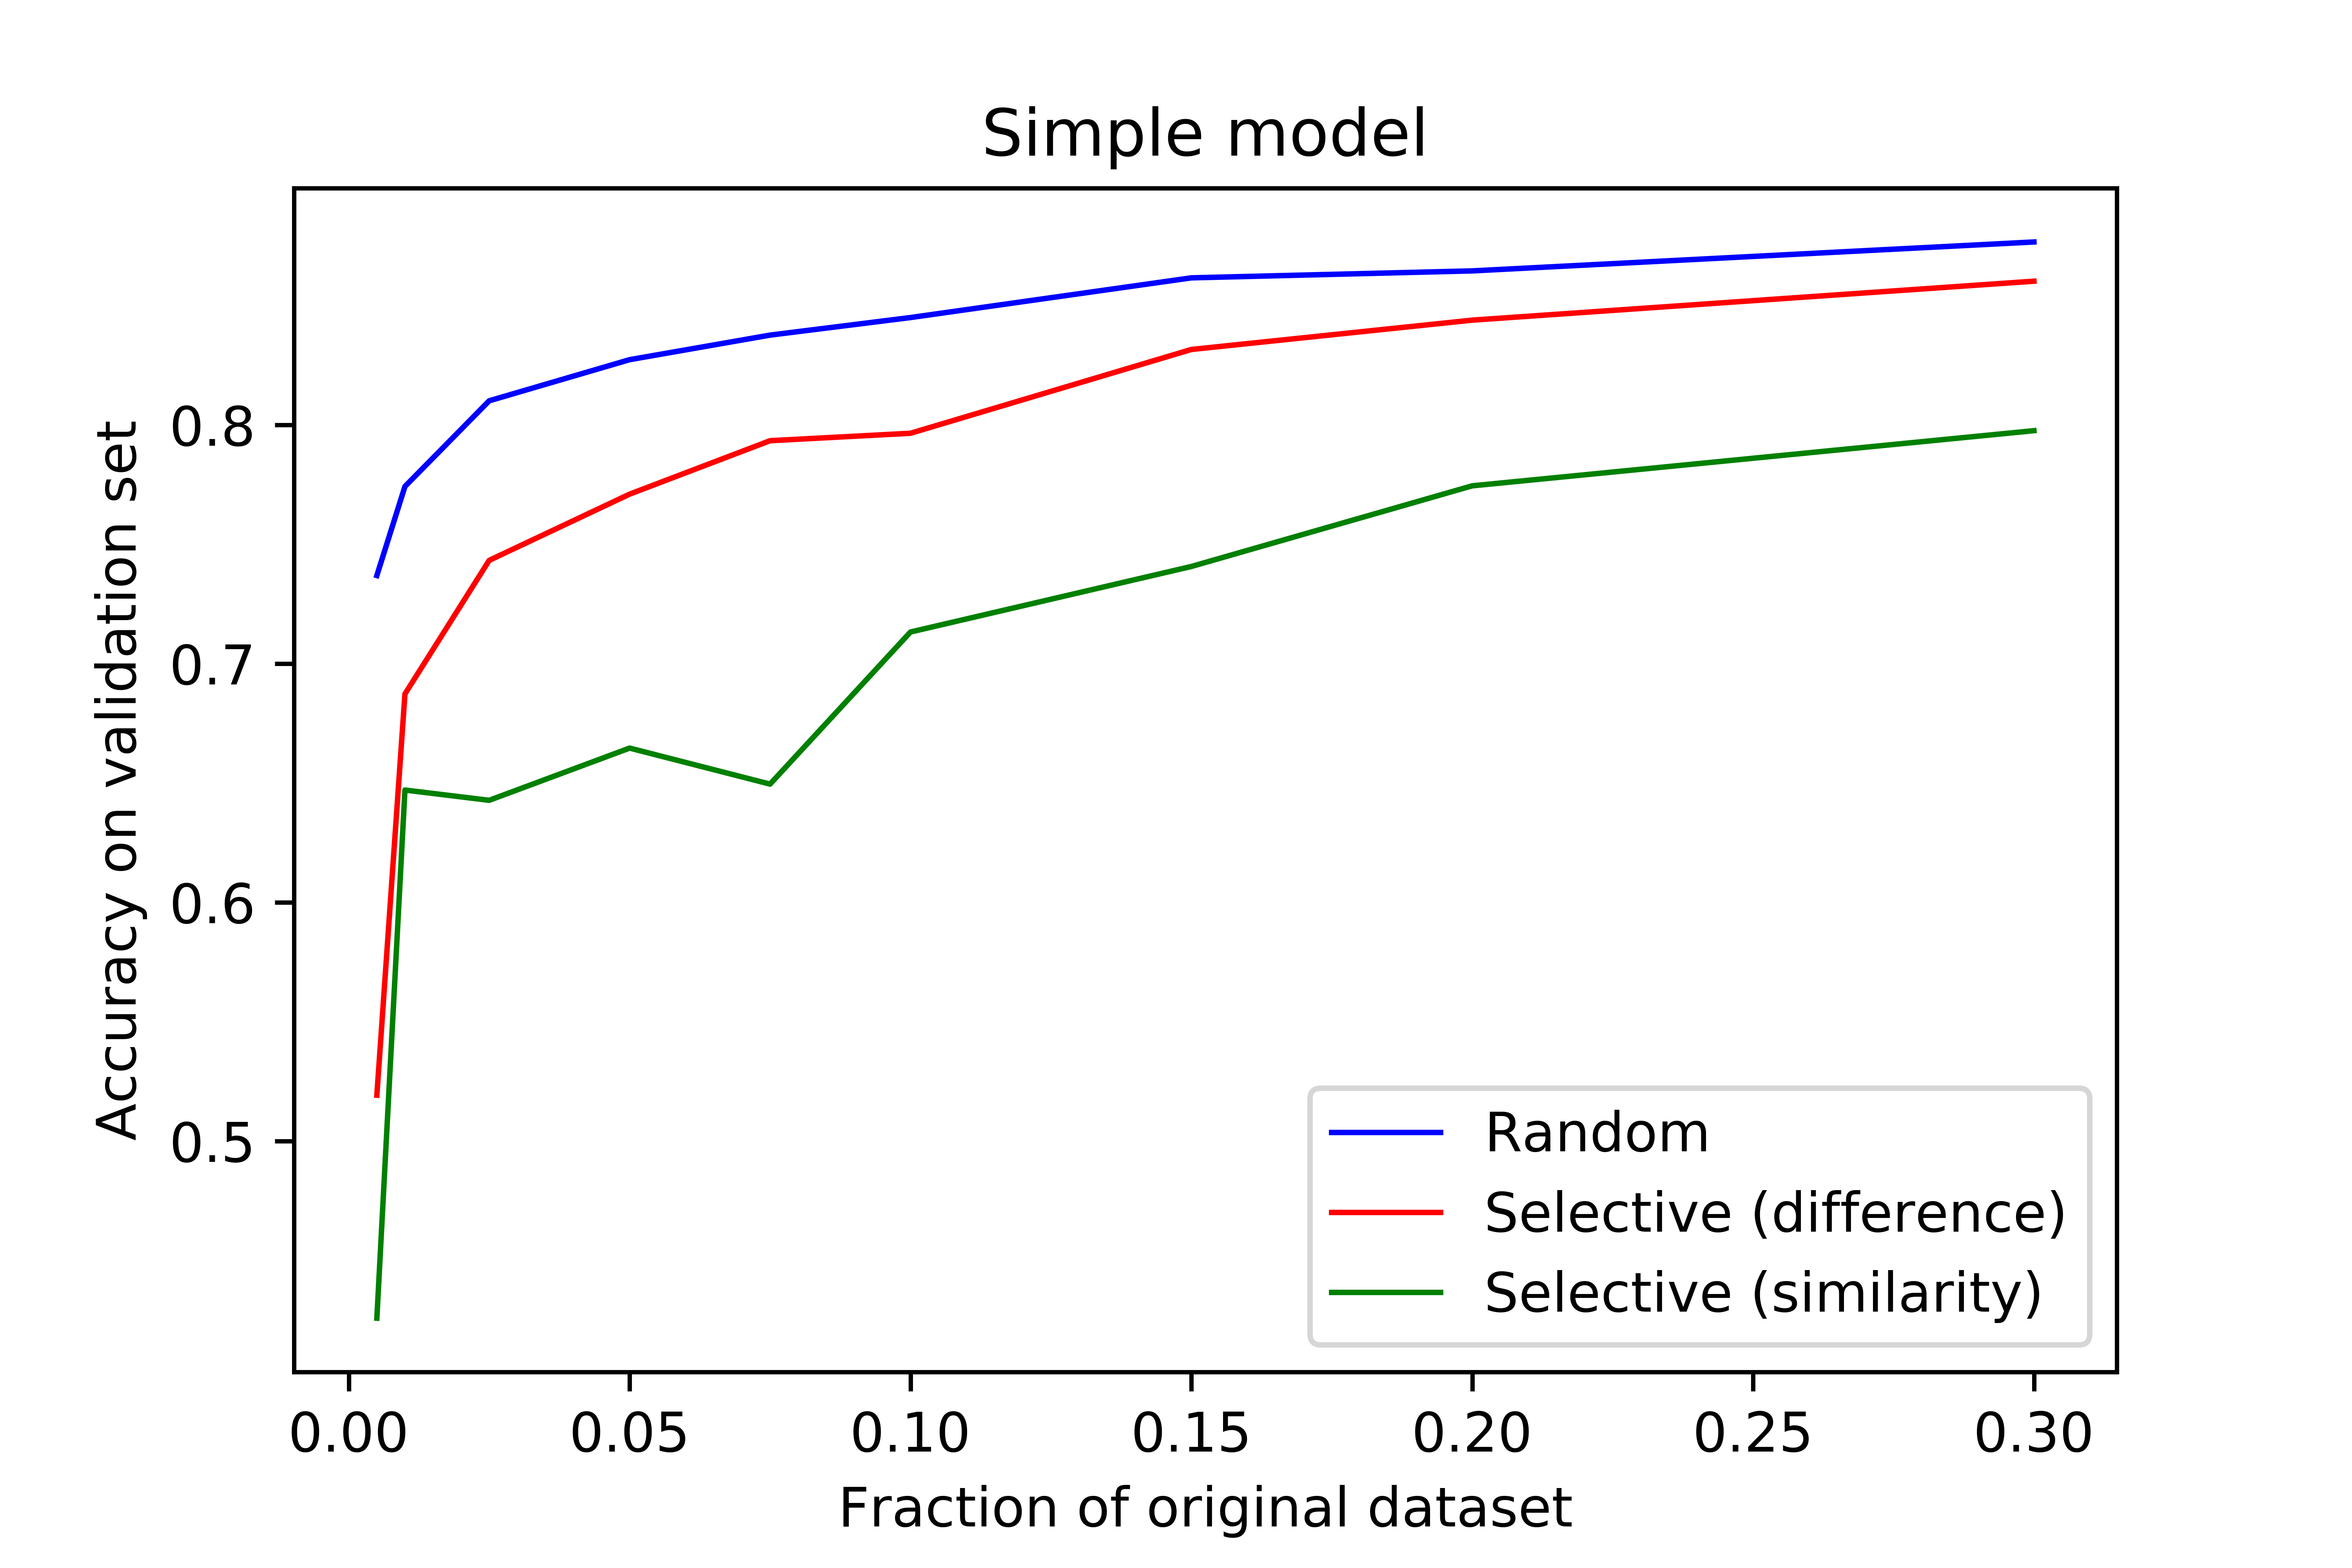 Simple model
Accuracy on validation set
0.8
0.7
0.6
0.5
Random
Selective (difference)
Selective (similarity)
0.00 0.05 0.10 0.15 0.20 0.25 0.30
Fraction of original dataset